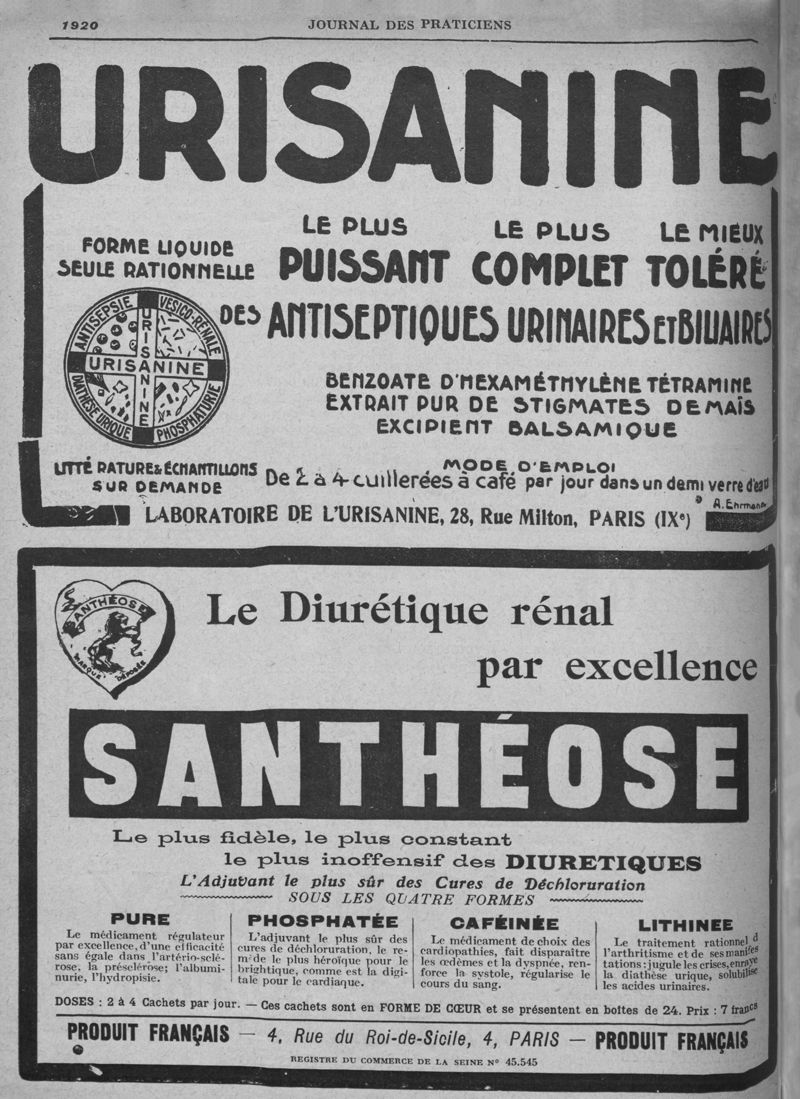 1920
JOURNAL DES PRATICIENS
URISANINE
FORME LIQUIDE
SEULE RATIONNELLE
LE PLUS LE PLUS LE MIEUX
PUISSANT COMPLET TOLÉRÉ
DES ANTISEPTIQUES URINAIRES ET BILIAIRES
ANTISEPSIE VESICO-RÉNALE
URISANINE
URISANINE
DIATHÈSE URIQUE PHOSPHATURIE
BENZOATE D'HEXAMÉTHYLÈNE TÉTRAMINE
EXTRAIT PUR DE STIGMATES DE MAÏS
EXCIPIENT BALSAMIQUE
LITTÉRATURE & ÉCHANTILLONS
SUR DEMANDE
MODE D'EMPLOI
De 2 à 4 cuillerées à café par jour dans un demi verre d'eau
LABORATOIRE DE L'URISANINE, 28, Rue Milton, PARIS (IXe)
A. Ehrmann
SANTHÉOSE
MARQUE DÉPOSÉE
Le Diurétique rénal
par excellence
SANTHÉOSE
Le plus fidèle, le plus constant
le plus inoffensif des DIURETIQUES
L'Adjuvant le plus sûr des Cures de Déchloruration
SOUS LES QUATRE FORMES
PURE
Le médicament régulateur
par excellence, d'une efficacité
sans égale dans l'artério-sclé-
rose, la présclérose; l'albumi-
nurie, l'hydropisie.
PHOSPHATÉE
L'adjuvant le plus sûr des
cures de déchloruration, le re-
mède le plus héroïque pour le
brightique, comme est la digi-
tale pour le cardiaque.
CAFÉINÉE
Le médicament de choix des
cardiopathies, fait disparaître
les œdèmes et la dyspnée, ren-
force la systole, régularise le
cours du sang.
LITHINEE
Le traitement rationnel d
l'arthritisme et de ses manifes
tations: jugule les crises, enraye
la diathèse urique, solubilise
les acides urinaires.
DOSES : 2 à 4 Cachets par jour. — Ces cachets sont en FORME DE CŒUR et se présentent en boîtes de 24. Prix : 7 francs
PRODUIT FRANÇAIS — 4, Rue du Roi-de-Sicile, 4, PARIS — PRODUIT FRANÇAIS
REGISTRE DU COMMERCE DE LA SEINE N° 45.545